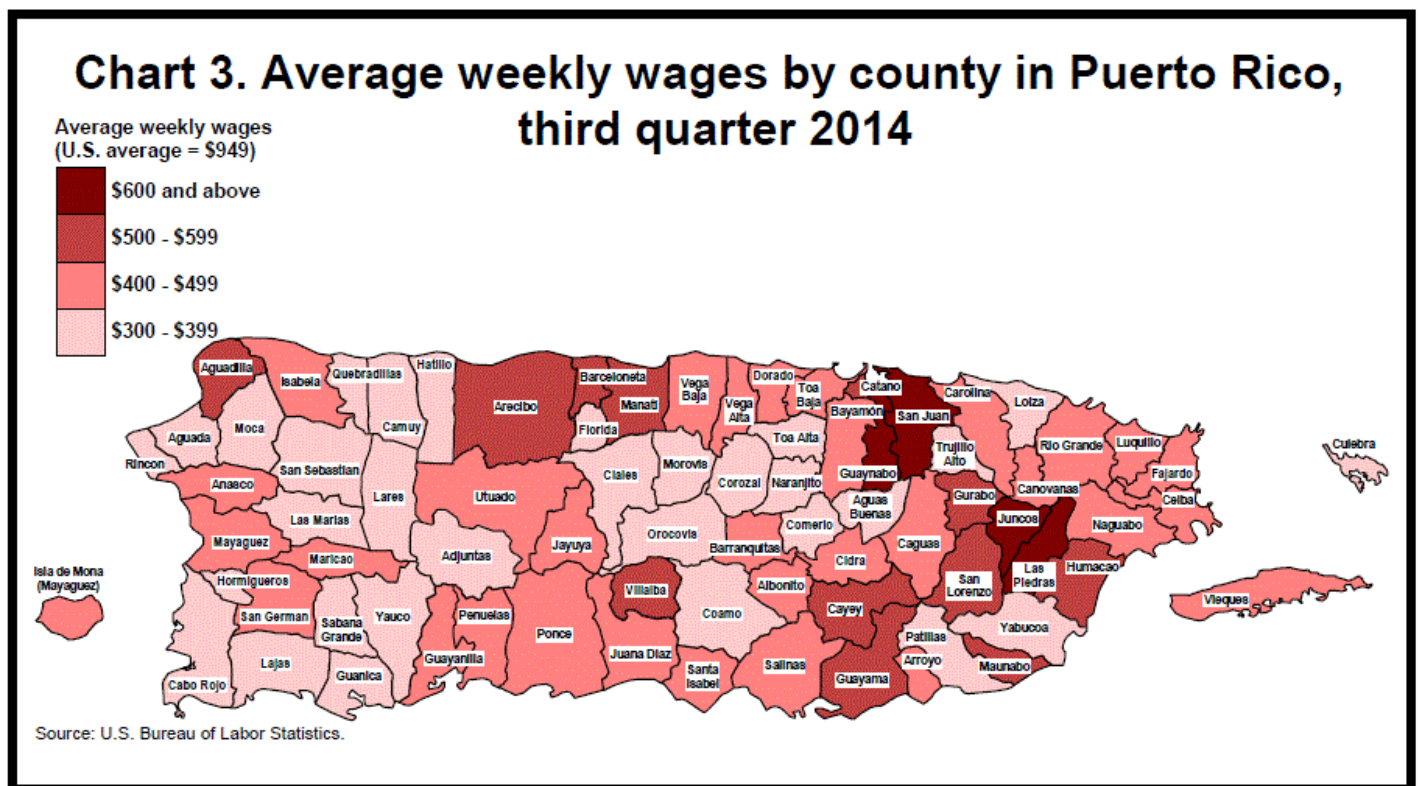 Chart 3. Average weekly wages by county in Puerto Rico,
third quarter 2014
Average weekly wages
(U.S. average = $949)
$600 and above
$500 - $599
$400 - $499
$300 - $399
Aguadilla
Isabela
Quebradillas
Hatillo
Camuy
Arecibo
Barceloneta
Manati
Florida
Vega
Baja
Vega
Alta
Dorado
Toa
Baja
Toa Alta
Bayamón
Catano
San Juan
Guaynabo
Carolina
Loiza
Trujillo
Alto
Rio Grande
Luquillo
Fajardo
Ceiba
Culebra
Rincon
Aguada
Moca
San Sebastian
Anasco
Las Marias
Lares
Utuado
Ciales
Morovis
Corozal
Naranjito
Aguas
Buenas
Gurabo
Canovanas
Juncos
Naguabo
Mayaguez
Maricao
Adjuntas
Jayuya
Orocovis
Barranquitas
Comerio
Cidra
Caguas
San
Lorenzo
Las
Piedras
Humacao
Isla de Mona
(Mayaguez)
Hormigueros
San German
Sabana
Grande
Yauco
Guayanilla
Penuelas
Ponce
Villalba
Juana Diaz
Coamo
Albonito
Cayey
Patillas
Yabucoa
Vieques
Cabo Rojo
Lajas
Guanica
Santa
Isabel
Salinas
Guayama
Arroyo
Maunabo
Source: U.S. Bureau of Labor Statistics.